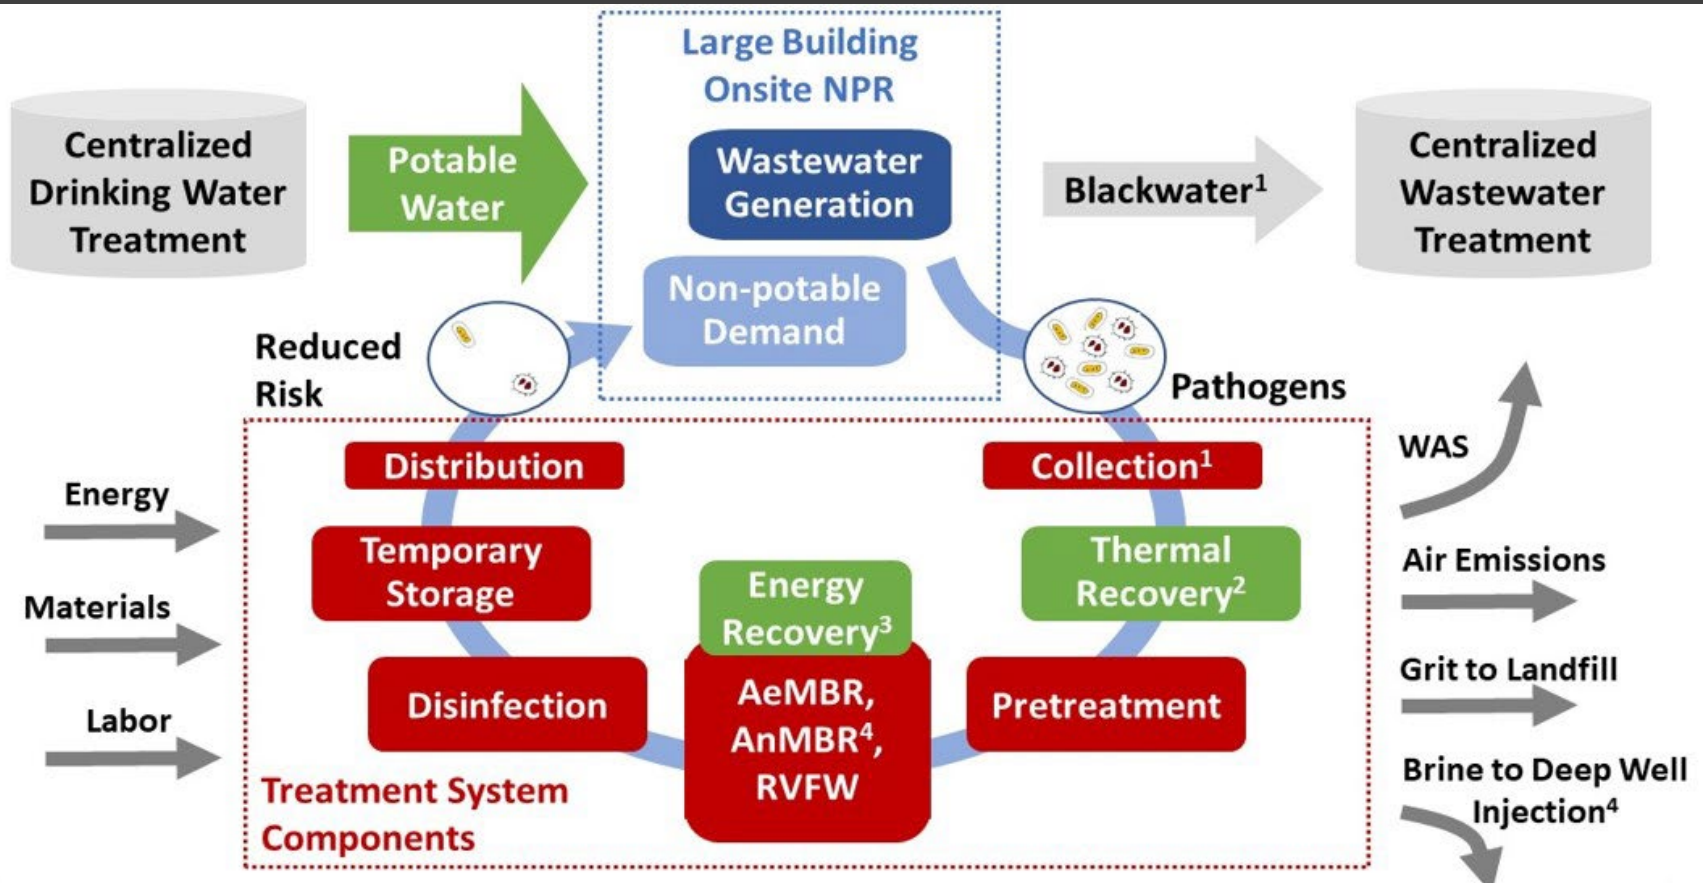 Large Building
Onsite NPR
Centralized
Drinking Water
Treatment
Potable
Water
Wastewater
Generation
Blackwater¹
Centralized
Wastewater
Treatment
Non-potable
Demand
Reduced
Risk
Pathogens
Distribution
Collection¹
WAS
Energy
Temporary
Storage
Thermal
Recovery²
Air Emissions
Energy
Recovery³
Materials
Grit to Landfill
Disinfection
AeMBR,
AnMBR⁴,
RVFW
Pretreatment
Labor
Brine to Deep Well
Injection⁴
Treatment System
Components